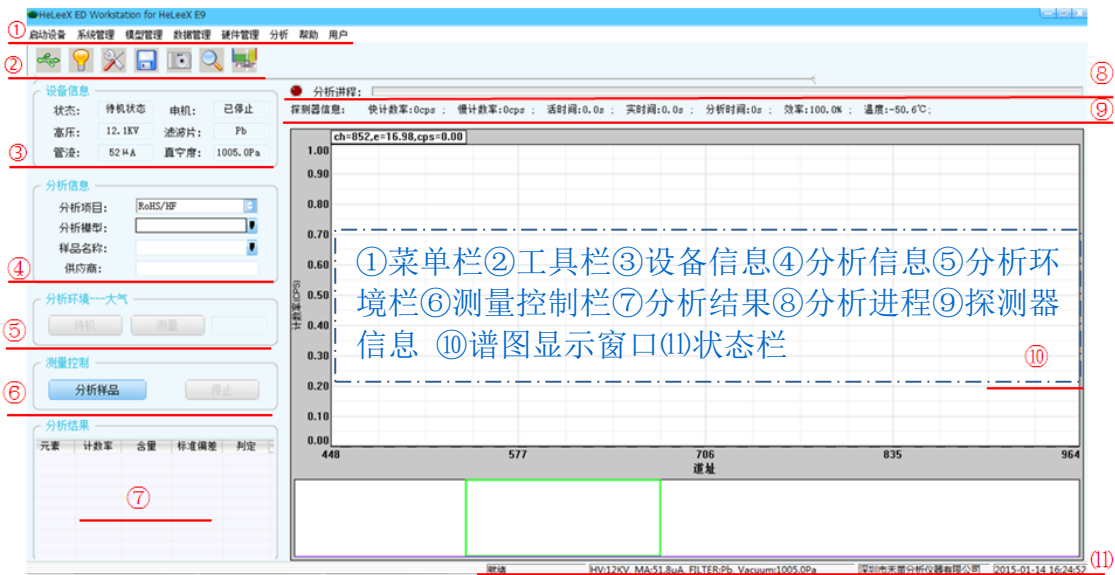 HeLeeX ED Workstation for HeLeeX E9
① 启动设备 系统管理 模型管理 数据管理 硬件管理 分析 帮助 用户
②
⑧
分析进程:
探测器信息: 快计数率:0cps ; 慢计数率:0cps ; 活时间:0.0s ; 实时间:0.0s ; 分析时间:0s ; 效率:100.0% ; 温度:-50.6℃; ⑨
设备信息
状态: 待机状态 电机: 已停止
高压: 12.1KV 滤波片: Pb
③ 管流: 52μA 真空度: 1005.0Pa
分析信息
分析项目: RoHS/HF
分析模型:
样品名称:
④ 供应商:
分析环境---大气
⑤ 待机 测量
测量控制
⑥ 分析样品 停止
分析结果
元素 计数率 含量 标准偏差 判定
⑦
ch=852,e=16.98,cps=0.00
1.00
0.90
0.80
0.70
0.60
0.50
0.40
0.30
0.20
0.10
0.00
计数率(CPS)
①菜单栏②工具栏③设备信息④分析信息⑤分析环
境栏⑥测量控制栏⑦分析结果⑧分析进程⑨探测器
信息 ⑩谱图显示窗口⑾状态栏
⑩
448 577 706 835 964
道址
⑾
就绪 HV:12KV, MA:51.8uA, FILTER:Pb, Vacuum:1005.0Pa 深圳市禾苗分析仪器有限公司 2015-01-14 16:24:52